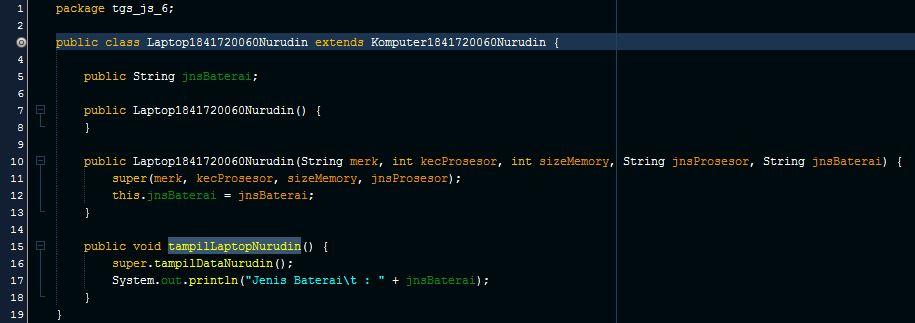 1 package tgs_js_6;
2
3 public class Laptop1841720060Nurudin extends Komputer1841720060Nurudin {
4
5 public String jnsBaterai;
6
7 public Laptop1841720060Nurudin() {
8 }
9
10 public Laptop1841720060Nurudin(String merk, int kecProsesor, int sizeMemory, String jnsProsesor, String jnsBaterai) {
11 super(merk, kecProsesor, sizeMemory, jnsProsesor);
12 this.jnsBaterai = jnsBaterai;
13 }
14
15 public void tampilLaptopNurudin() {
16 super.tampilDataNurudin();
17 System.out.println("Jenis Baterai\t : " + jnsBaterai);
18 }
19 }